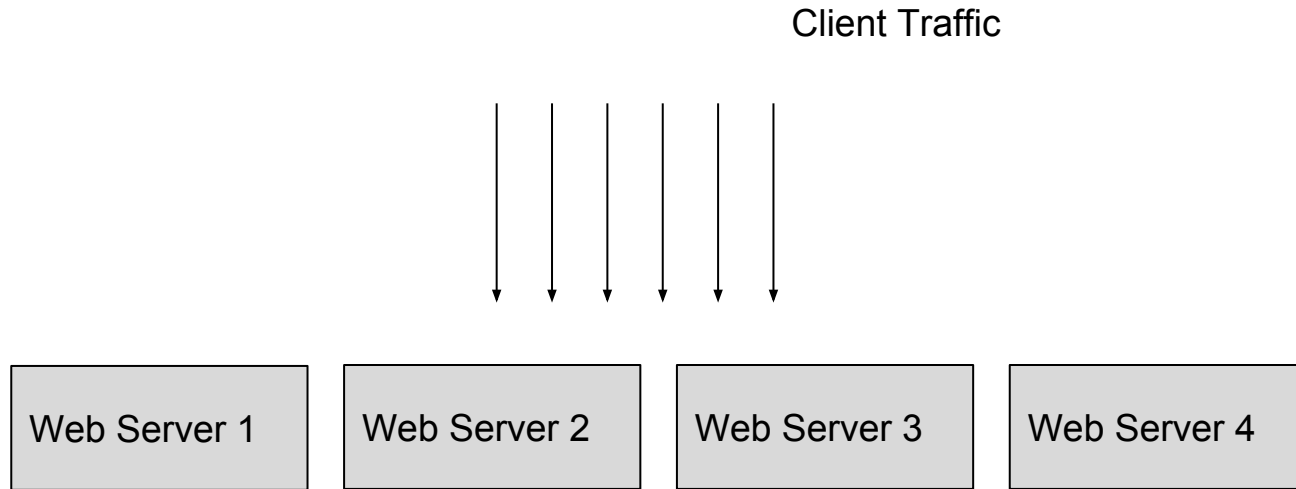 Client Traffic
Web Server 1
Web Server 2
Web Server 3
Web Server 4